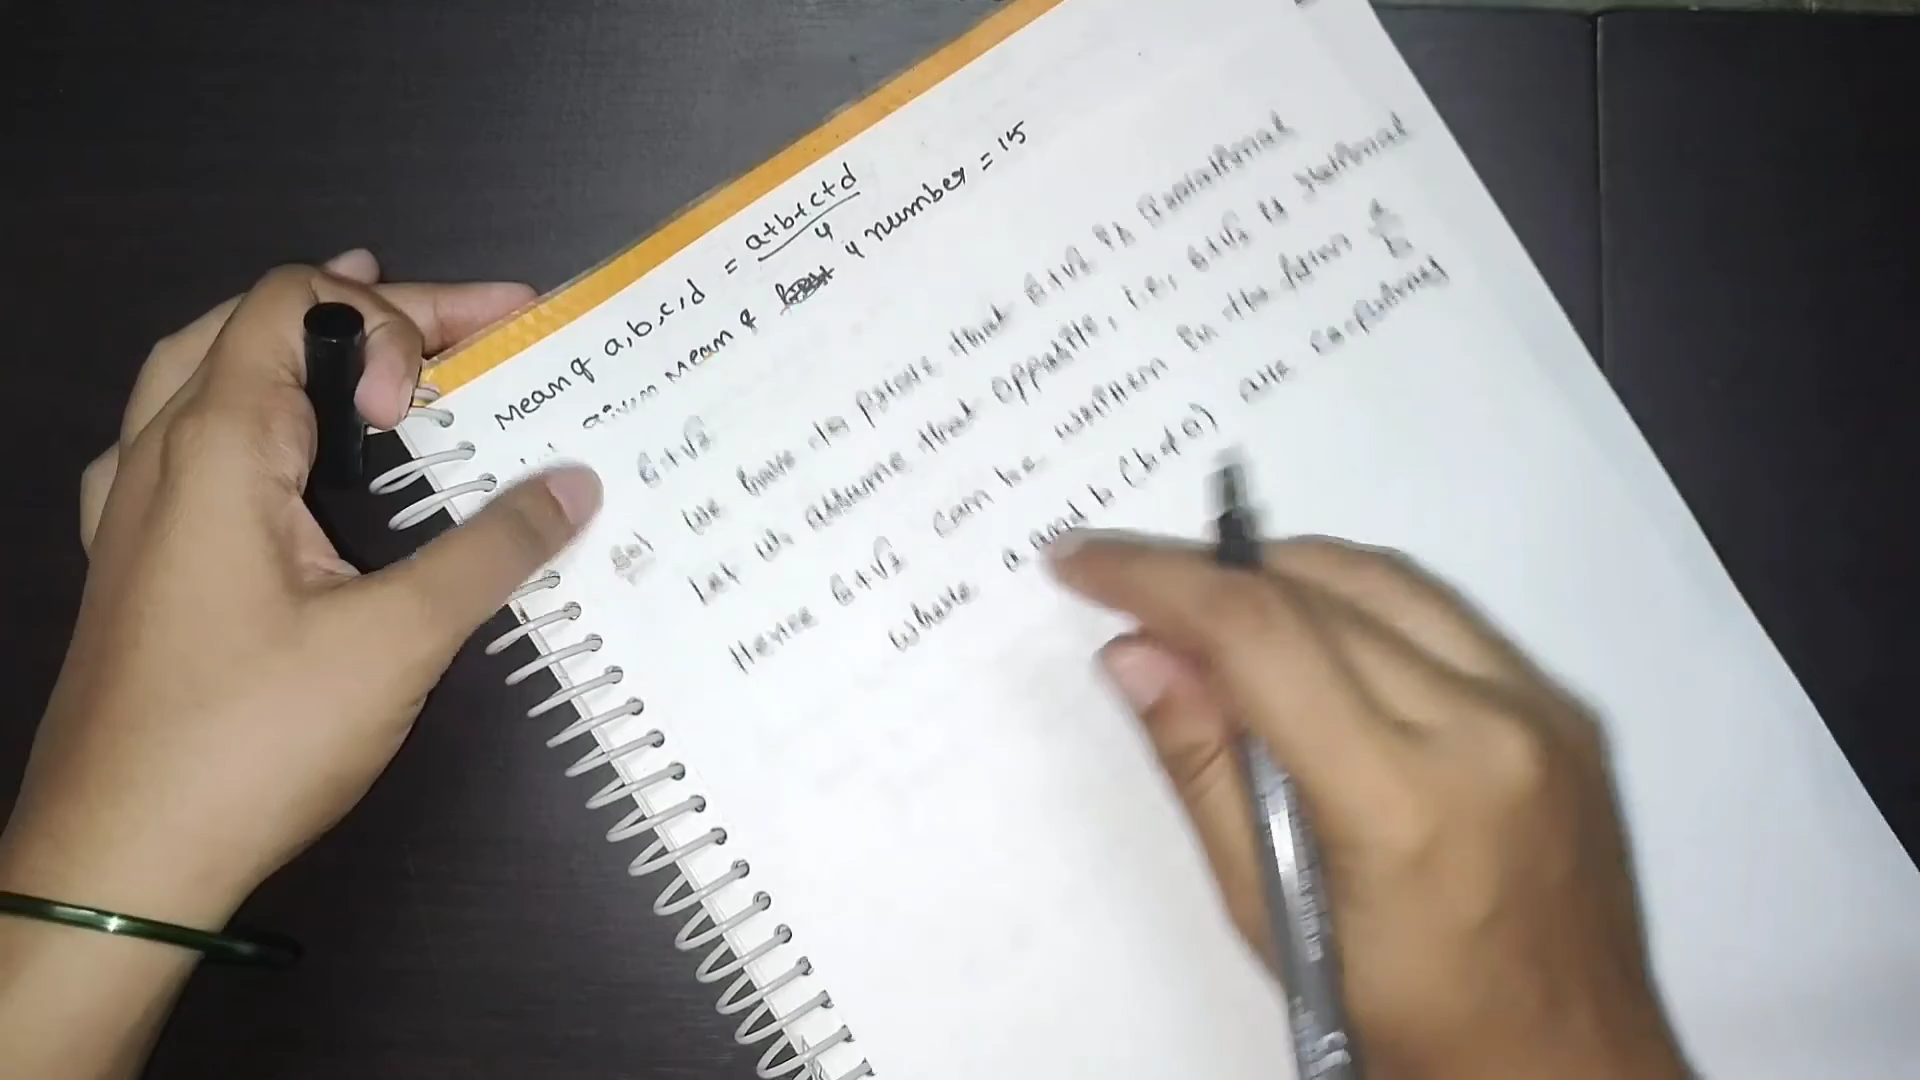 Mean of a,b,c,d = a+b+c+d / 4
given Mean of 4 number = 15
6+√2
Sol We have to prove that 6+√2 is irrational
Let us assume that opposite, i.e, 6+√2 is rational
Hence 6+√2 can be written in the form a/b
where a and b (b≠0) are co-prime